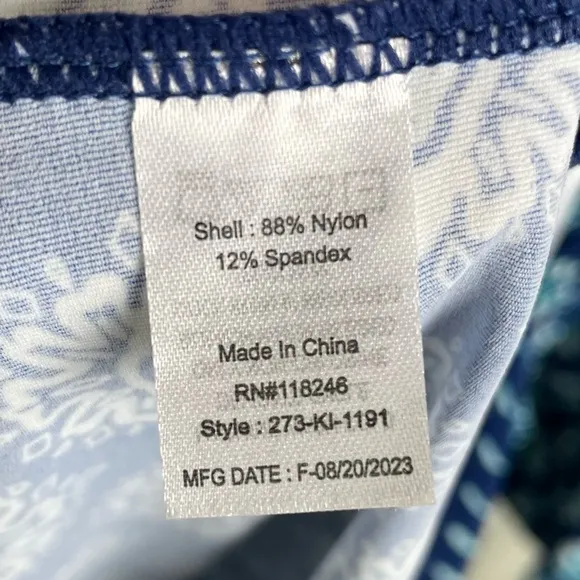 Shell : 88% Nylon
12% Spandex
Made In China
RN#118246
Style : 273-KI-1191
MFG DATE : F-08/20/2023